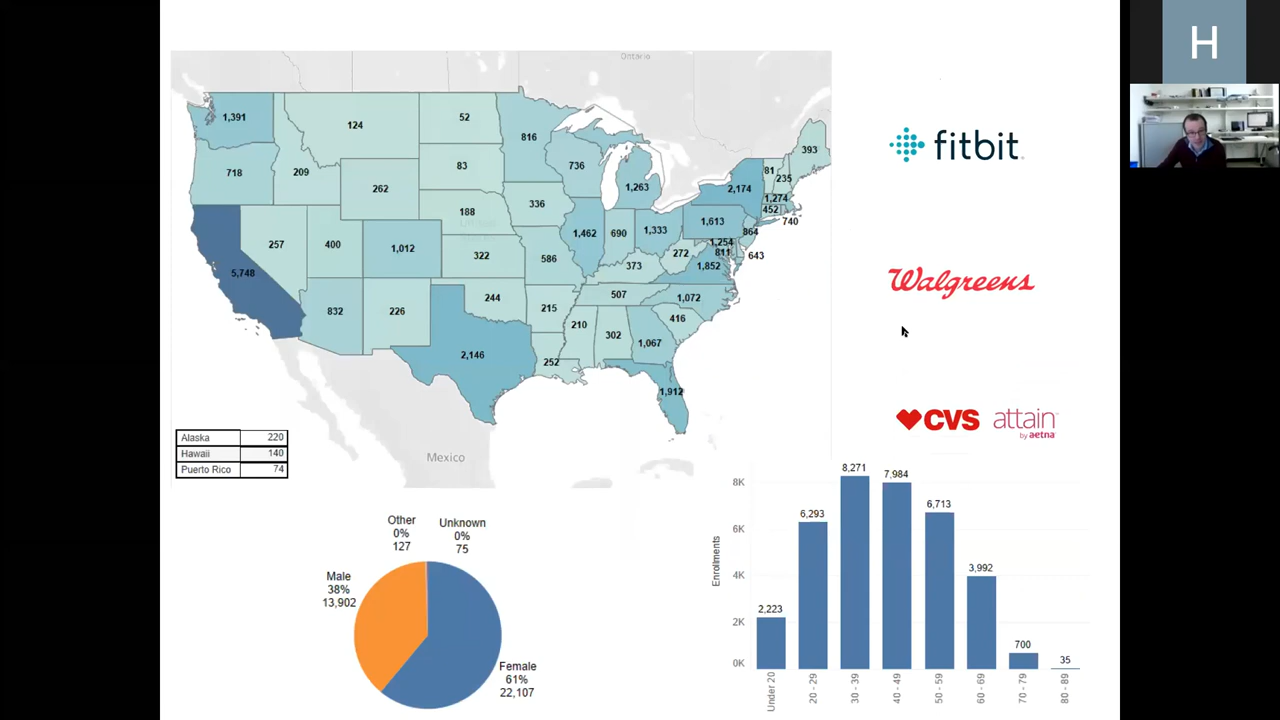 H
Ontario
1,391
124
52
816
718
209
83
736
1,263
393
81
235
262
2,174
1,274
452
740
188
336
1,462
690
1,333
1,613
864
257
400
1,012
322
586
373
272
1,254
811
643
1,852
5,748
832
226
244
215
507
1,072
416
210
302
1,067
2,146
252
1,912
Mexico
Alaska 220
Hawaii 140
Puerto Rico 74
fitbit
Walgreens
CVS attain
by aetna
Other
0%
127
Unknown
0%
75
Male
38%
13,902
Female
61%
22,107
Enrollments
8K
6K
4K
2K
0K
2,223
6,293
8,271
7,984
6,713
3,992
700
35
Under 20
20 - 29
30 - 39
40 - 49
50 - 59
60 - 69
70 - 79
80 - 89